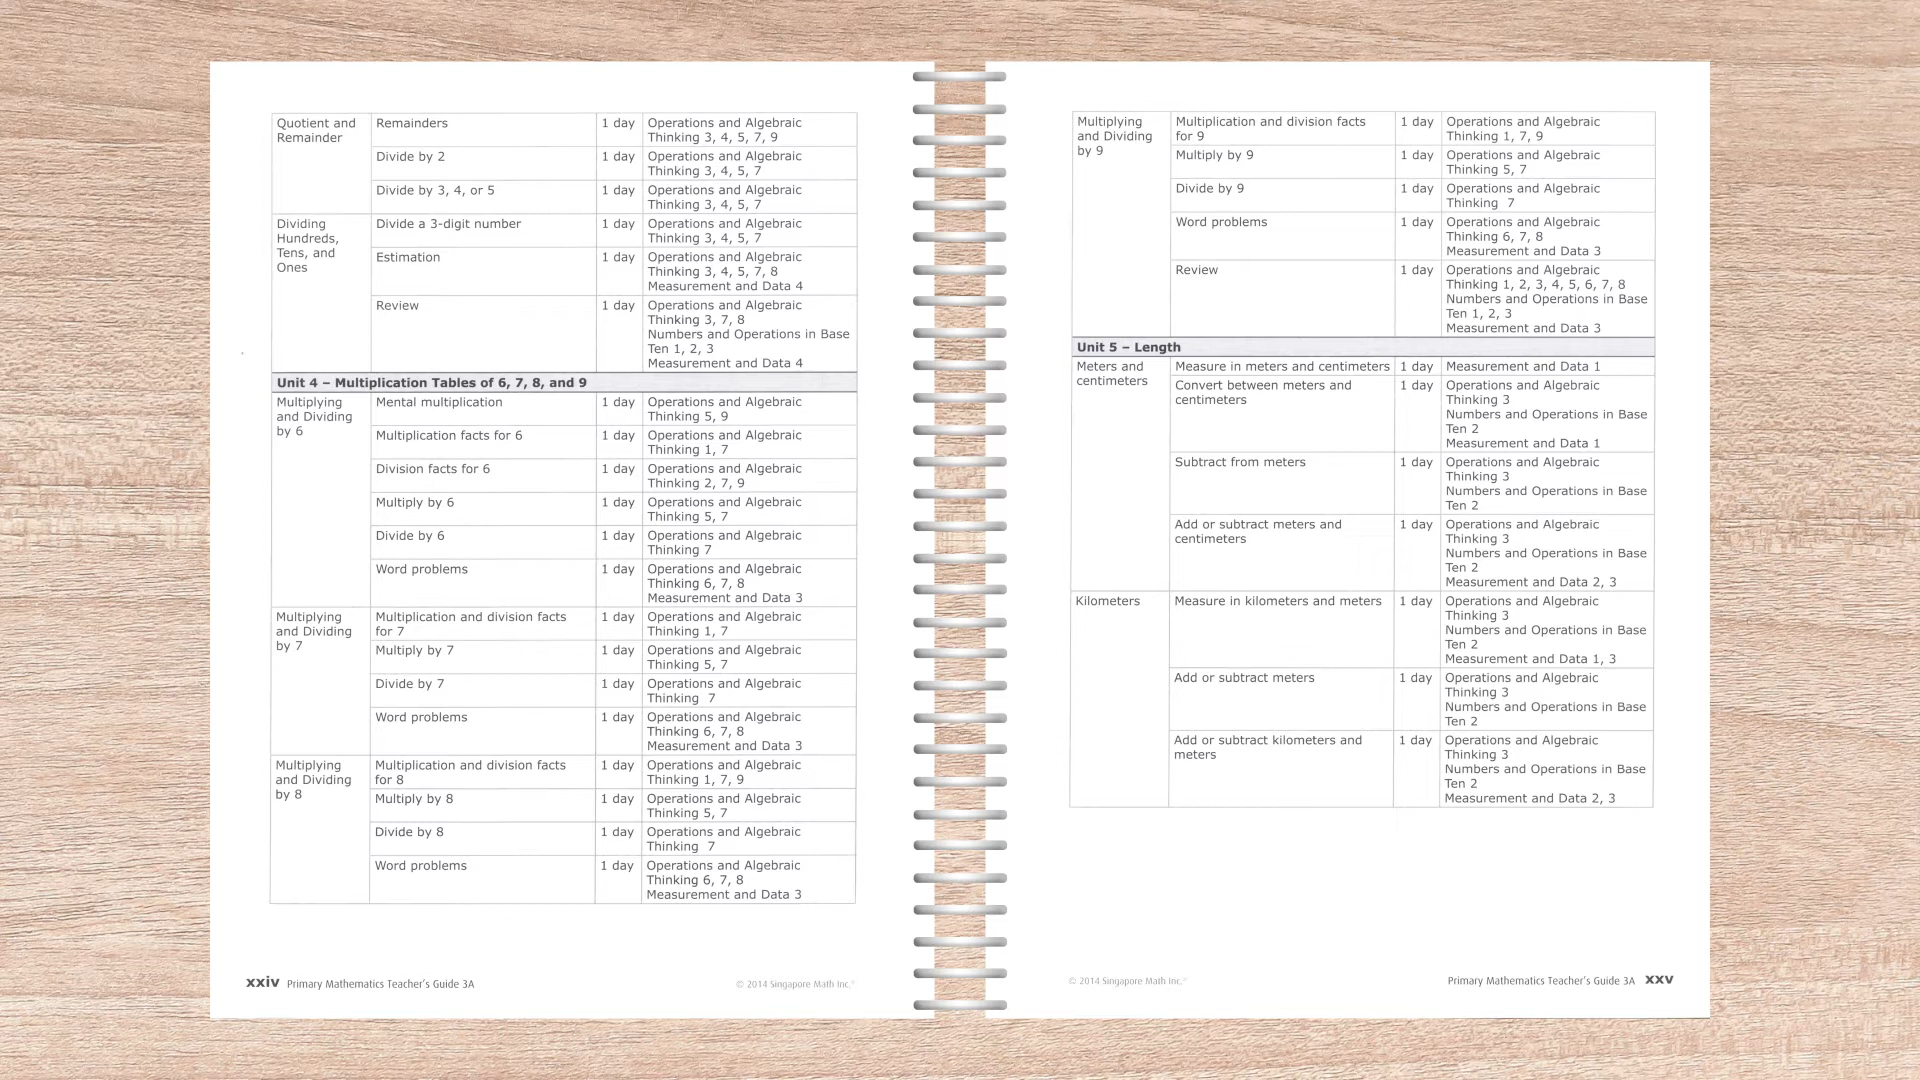 Quotient and Remainder
Remainders
1 day
Operations and Algebraic
Thinking 3, 4, 5, 7, 9
Divide by 2
1 day
Operations and Algebraic
Thinking 3, 4, 5, 7
Divide by 3, 4, or 5
1 day
Operations and Algebraic
Thinking 3, 4, 5, 7
Dividing
Hundreds,
Tens, and
Ones
Divide a 3-digit number
1 day
Operations and Algebraic
Thinking 3, 4, 5, 7
Estimation
1 day
Operations and Algebraic
Thinking 3, 4, 5, 7, 8
Measurement and Data 4
Review
1 day
Operations and Algebraic
Thinking 3, 7, 8
Numbers and Operations in Base
Ten 1, 2, 3
Measurement and Data 4
Unit 4 – Multiplication Tables of 6, 7, 8, and 9
Multiplying
and Dividing
by 6
Mental multiplication
1 day
Operations and Algebraic
Thinking 5, 9
Multiplication facts for 6
1 day
Operations and Algebraic
Thinking 1, 7
Division facts for 6
1 day
Operations and Algebraic
Thinking 2, 7, 9
Multiply by 6
1 day
Operations and Algebraic
Thinking 5, 7
Divide by 6
1 day
Operations and Algebraic
Thinking 7
Word problems
1 day
Operations and Algebraic
Thinking 6, 7, 8
Measurement and Data 3
Multiplying
and Dividing
by 7
Multiplication and division facts
for 7
1 day
Operations and Algebraic
Thinking 1, 7
Multiply by 7
1 day
Operations and Algebraic
Thinking 5, 7
Divide by 7
1 day
Operations and Algebraic
Thinking 7
Word problems
1 day
Operations and Algebraic
Thinking 6, 7, 8
Measurement and Data 3
Multiplying
and Dividing
by 8
Multiplication and division facts
for 8
1 day
Operations and Algebraic
Thinking 1, 7, 9
Multiply by 8
1 day
Operations and Algebraic
Thinking 5, 7
Divide by 8
1 day
Operations and Algebraic
Thinking 7
Word problems
1 day
Operations and Algebraic
Thinking 6, 7, 8
Measurement and Data 3
xxiv Primary Mathematics Teacher's Guide 3A
© 2014 Singapore Math Inc.®
Multiplying
and Dividing
by 9
Multiplication and division facts
for 9
1 day
Operations and Algebraic
Thinking 1, 7, 9
Multiply by 9
1 day
Operations and Algebraic
Thinking 5, 7
Divide by 9
1 day
Operations and Algebraic
Thinking 7
Word problems
1 day
Operations and Algebraic
Thinking 6, 7, 8
Measurement and Data 3
Review
1 day
Operations and Algebraic
Thinking 1, 2, 3, 4, 5, 6, 7, 8
Numbers and Operations in Base
Ten 1, 2, 3
Measurement and Data 3
Unit 5 – Length
Meters and
centimeters
Measure in meters and centimeters
1 day
Measurement and Data 1
Convert between meters and
centimeters
1 day
Operations and Algebraic
Thinking 3
Numbers and Operations in Base
Ten 2
Measurement and Data 1
Subtract from meters
1 day
Operations and Algebraic
Thinking 3
Numbers and Operations in Base
Ten 2
Add or subtract meters and
centimeters
1 day
Operations and Algebraic
Thinking 3
Numbers and Operations in Base
Ten 2
Measurement and Data 2, 3
Kilometers
Measure in kilometers and meters
1 day
Operations and Algebraic
Thinking 3
Numbers and Operations in Base
Ten 2
Measurement and Data 1, 3
Add or subtract meters
1 day
Operations and Algebraic
Thinking 3
Numbers and Operations in Base
Ten 2
Add or subtract kilometers and
meters
1 day
Operations and Algebraic
Thinking 3
Numbers and Operations in Base
Ten 2
Measurement and Data 2, 3
© 2014 Singapore Math Inc.®
Primary Mathematics Teacher's Guide 3A xxv